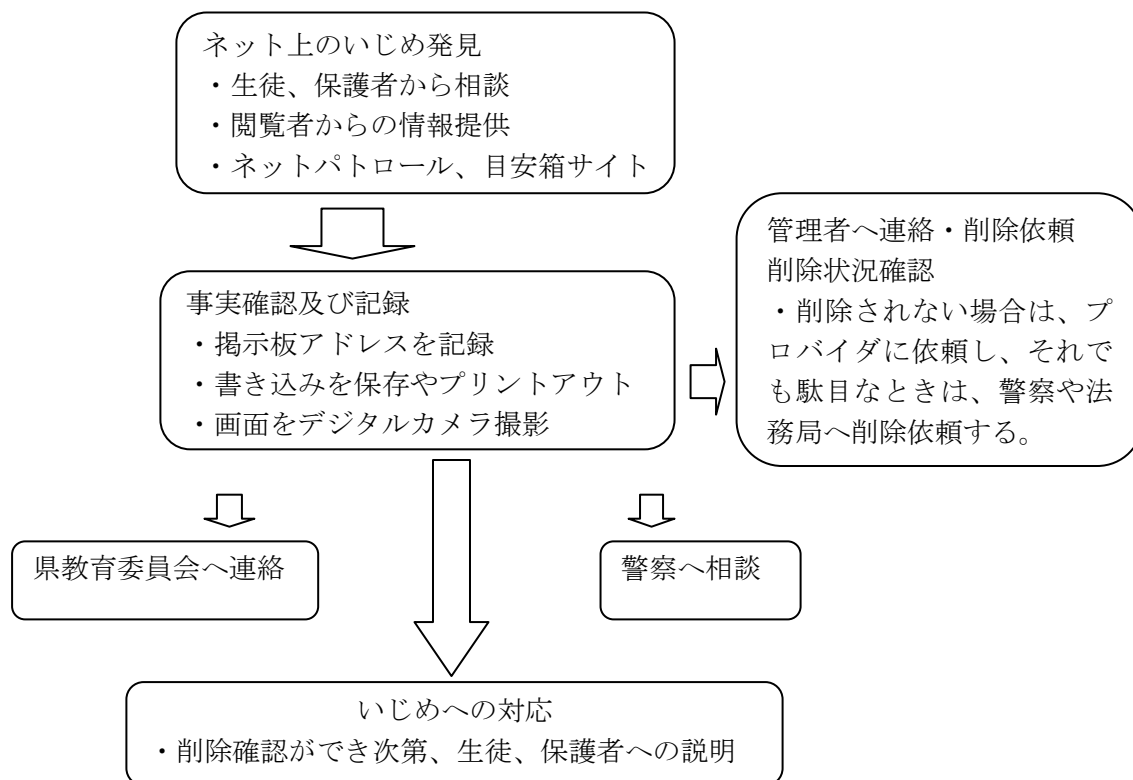 ネット上のいじめ発見
・生徒、保護者から相談
・閲覧者からの情報提供
・ネットパトロール、目安箱サイト
事実確認及び記録
・掲示板アドレスを記録
・書き込みを保存やプリントアウト
・画面をデジタルカメラ撮影
管理者へ連絡・削除依頼
削除状況確認
・削除されない場合は、プ
ロバイダに依頼し、それで
も駄目なときは、警察や法
務局へ削除依頼する。
県教育委員会へ連絡
警察へ相談
いじめへの対応
・削除確認ができ次第、生徒、保護者への説明